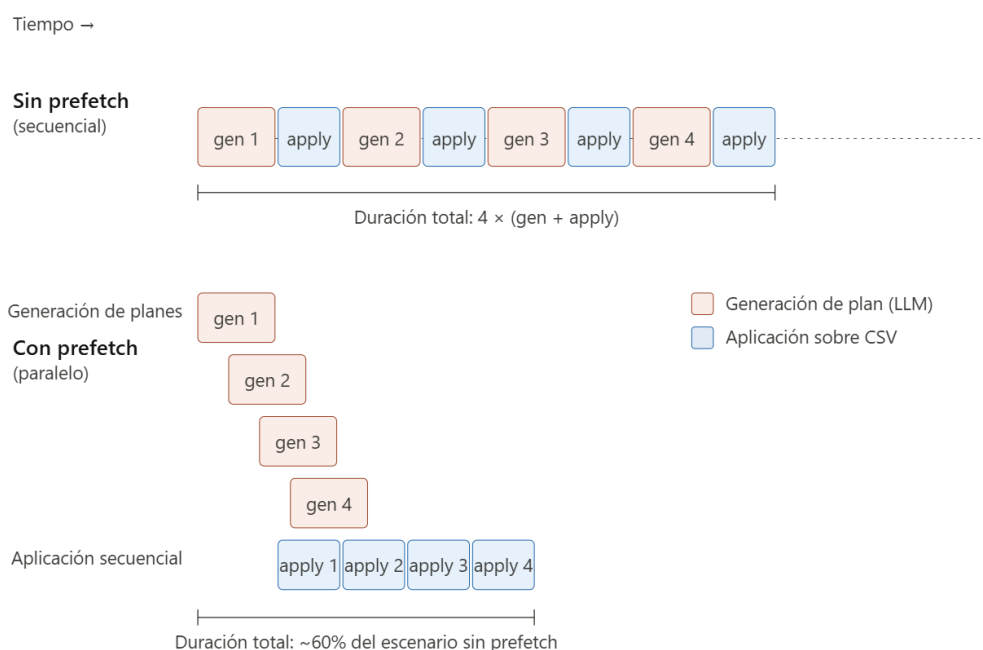 Tiempo →
Sin prefetch
(secuencial)
gen 1 apply gen 2 apply gen 3 apply gen 4 apply
Duración total: 4 × (gen + apply)
Generación de planes
Con prefetch
(paralelo)
gen 1
gen 2
gen 3
gen 4
Aplicación secuencial
apply 1 apply 2 apply 3 apply 4
Duración total: ~60% del escenario sin prefetch
Generación de plan (LLM)
Aplicación sobre CSV